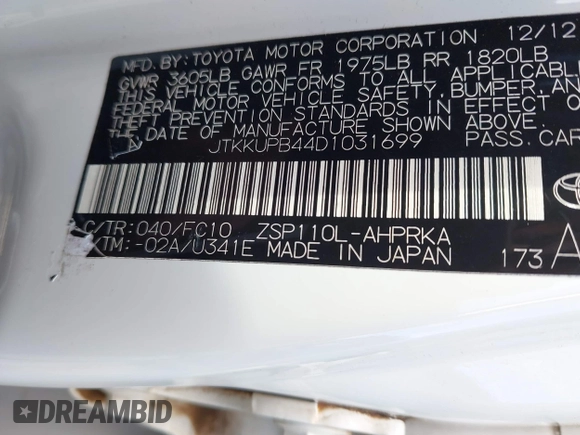 MFD. BY: TOYOTA MOTOR CORPORATION 12/12
GVWR 3605LB GAWR FR 1975LB RR 1820LB
THIS VEHICLE CONFORMS TO ALL APPLICABLE
FEDERAL MOTOR VEHICLE SAFETY, BUMPER, AN
THEFT PREVENTION STANDARDS IN EFFECT O
DATE OF MANUFACTURE SHOWN ABOVE.
JTKKUPB44D1031699 PASS. CAR
C/TR: 040/FC10 ZSP110L-AHPRKA
TM: -02A/U341E MADE IN JAPAN 173 A
DREAMBID